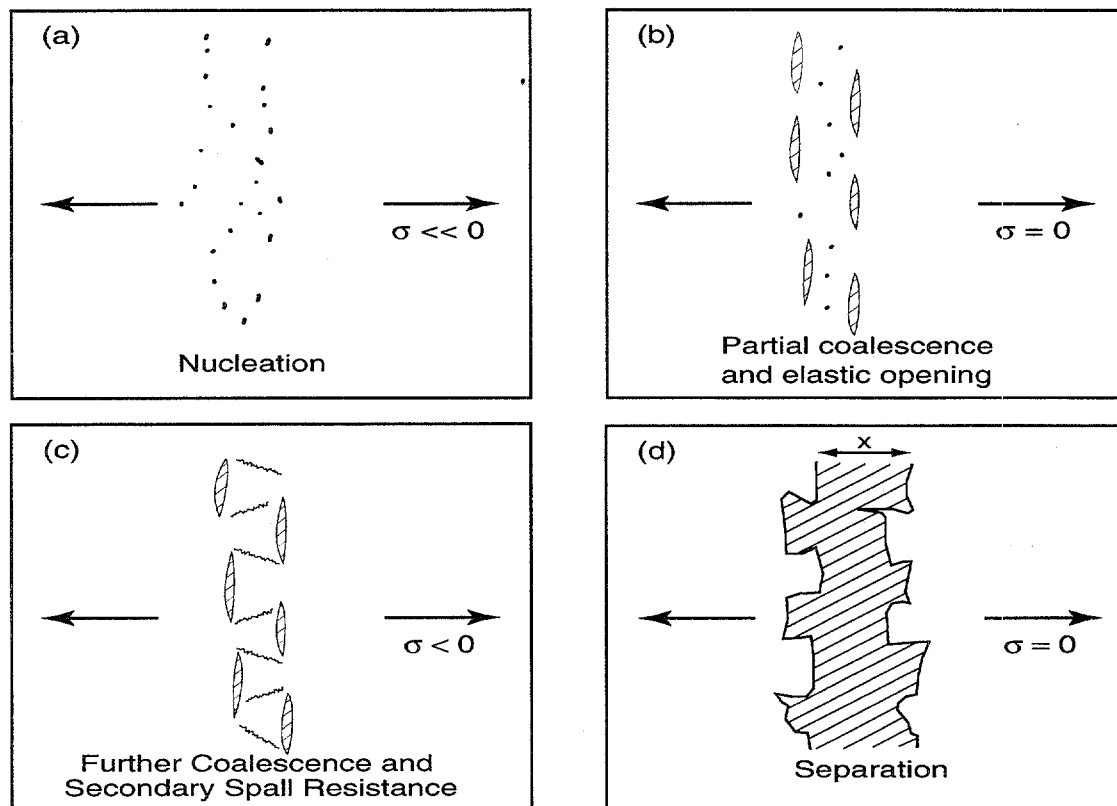 (a)
σ << 0
Nucleation
(b)
σ = 0
Partial coalescence
and elastic opening
(c)
σ < 0
Further Coalescence and
Secondary Spall Resistance
(d)
x
σ = 0
Separation